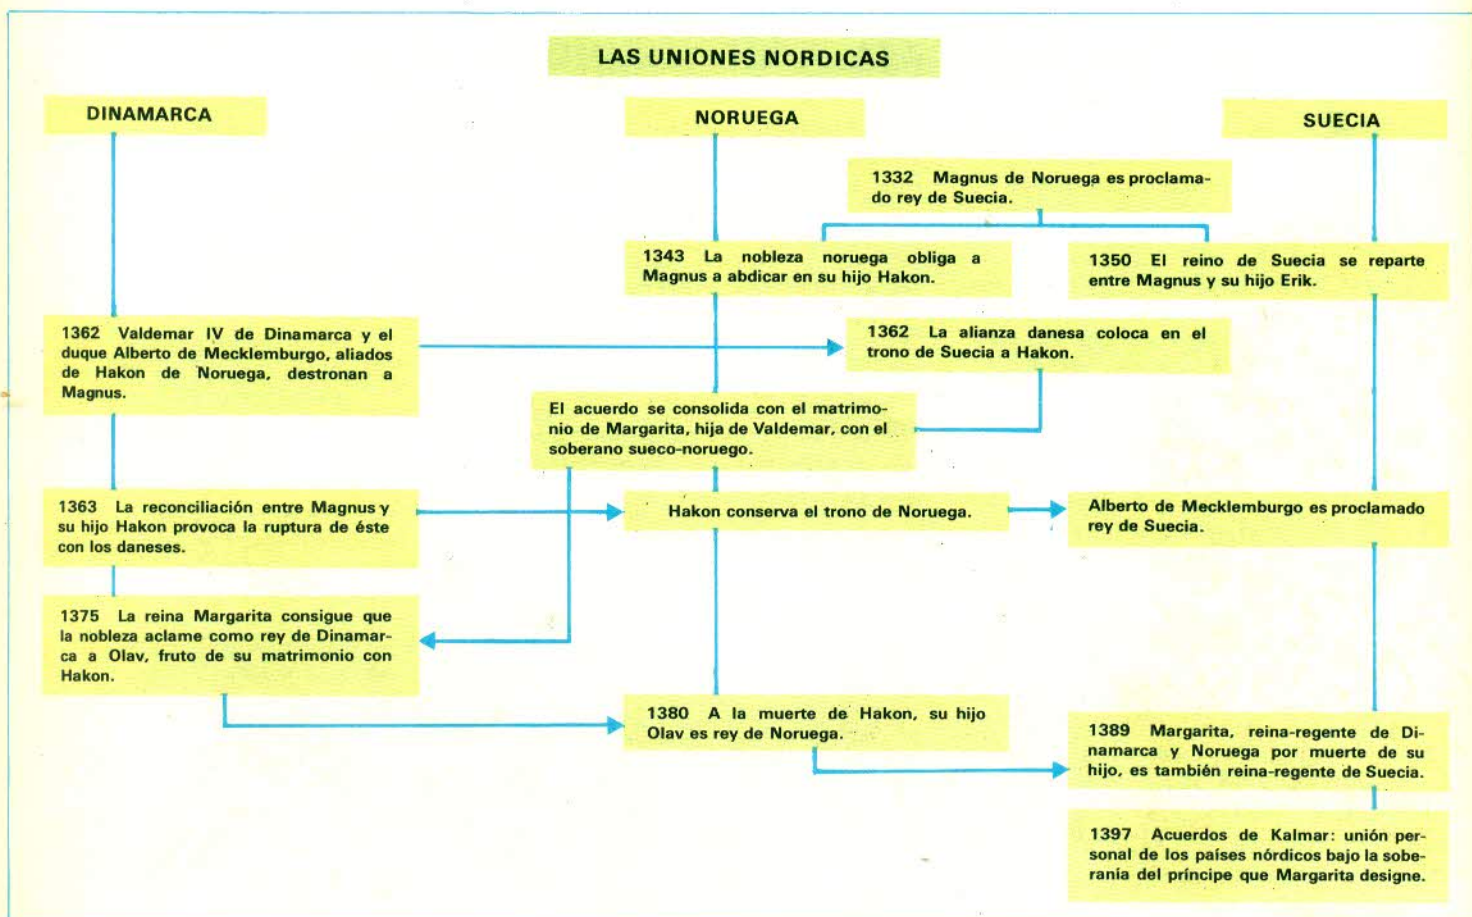 LAS UNIONES NORDICAS
DINAMARCA
NORUEGA
SUECIA
1332 Magnus de Noruega es proclama-
do rey de Suecia.
1343 La nobleza noruega obliga a
Magnus a abdicar en su hijo Hakon.
1350 El reino de Suecia se reparte
entre Magnus y su hijo Erik.
1362 Valdemar IV de Dinamarca y el
duque Alberto de Mecklemburgo, aliados
de Hakon de Noruega, destronan a
Magnus.
1362 La alianza danesa coloca en el
trono de Suecia a Hakon.
El acuerdo se consolida con el matrimo-
nio de Margarita, hija de Valdemar, con el
soberano sueco-noruego.
1363 La reconciliación entre Magnus y
su hijo Hakon provoca la ruptura de éste
con los daneses.
Hakon conserva el trono de Noruega.
Alberto de Mecklemburgo es proclamado
rey de Suecia.
1375 La reina Margarita consigue que
la nobleza aclame como rey de Dinamar-
ca a Olav, fruto de su matrimonio con
Hakon.
1380 A la muerte de Hakon, su hijo
Olav es rey de Noruega.
1389 Margarita, reina-regente de Di-
namarca y Noruega por muerte de su
hijo, es también reina-regente de Suecia.
1397 Acuerdos de Kalmar: unión per-
sonal de los países nórdicos bajo la sobe-
ranía del príncipe que Margarita designe.